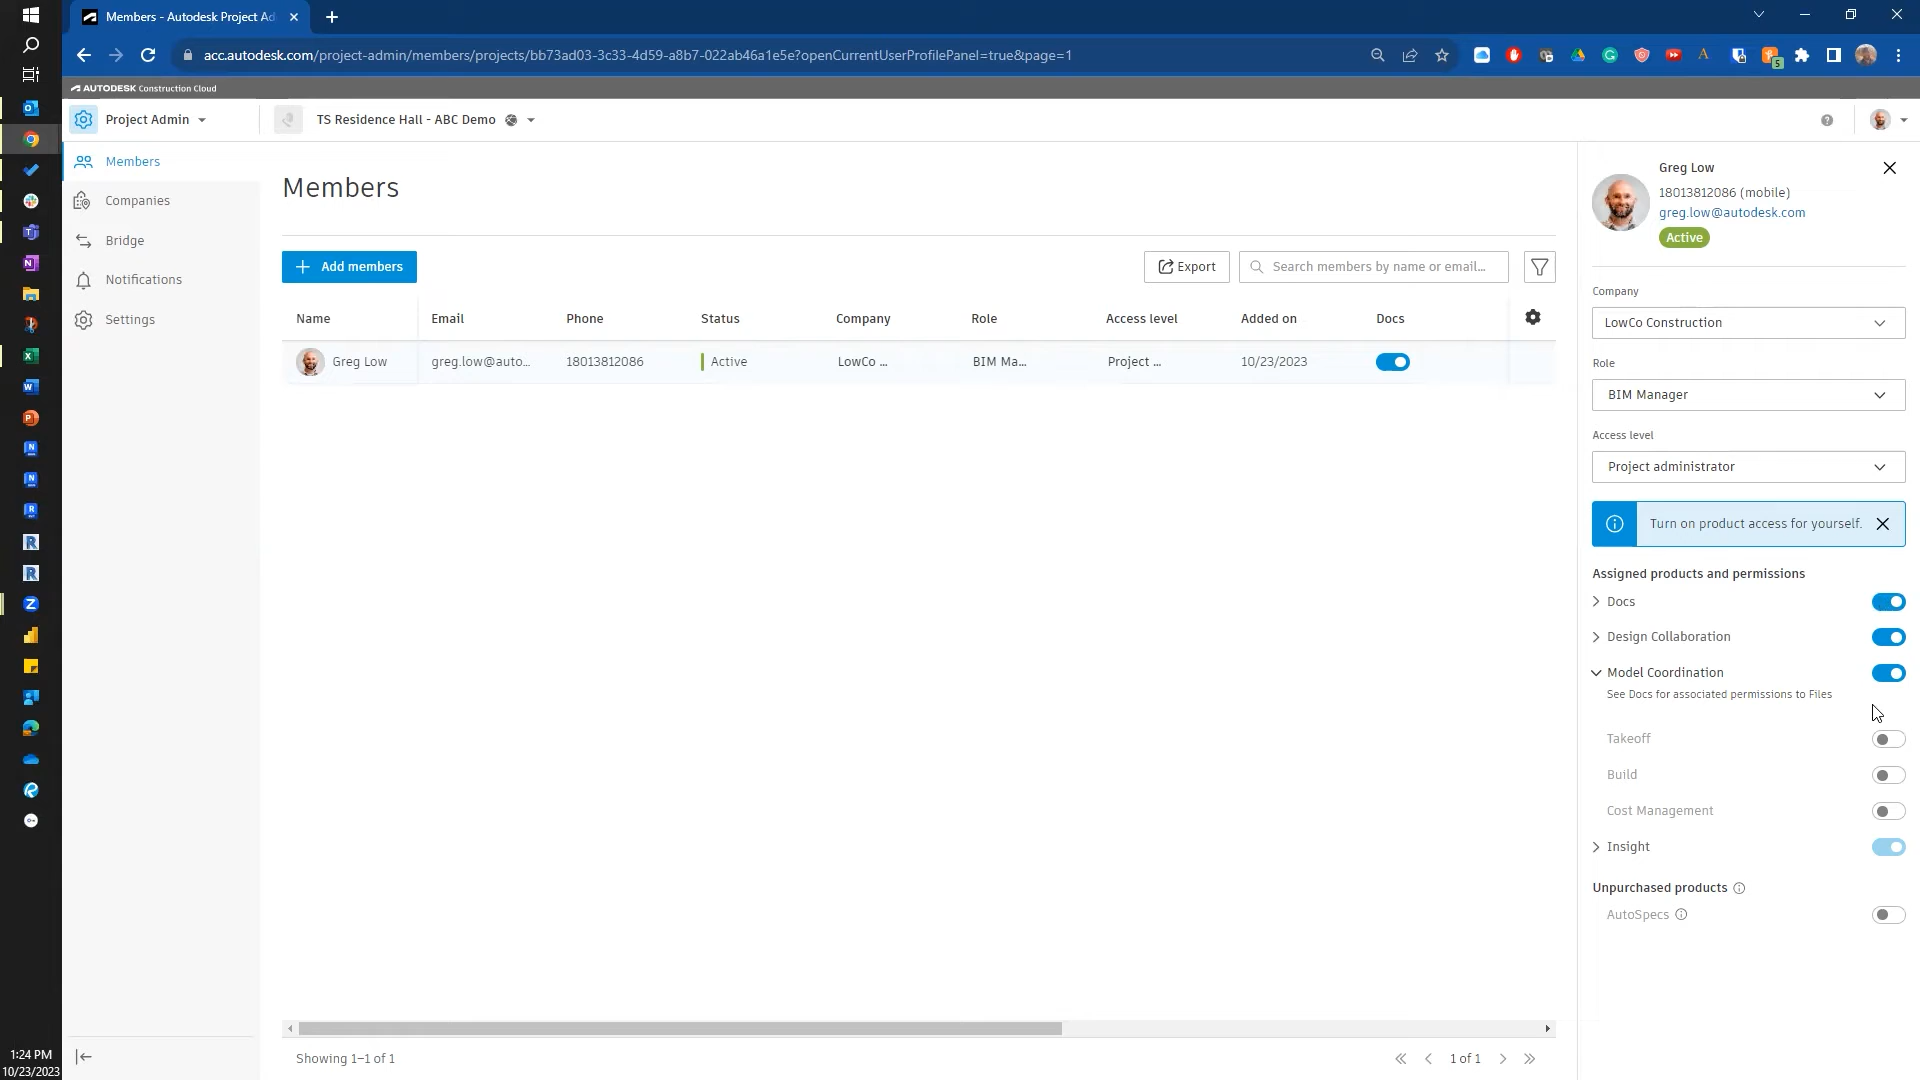 Members - Autodesk Project Ad
acc.autodesk.com/project-admin/members/projects/bb73ad03-3c33-4d59-a8b7-022ab46a1e5e?openCurrentUserProfilePanel=true&page=1
AUTODESK Construction Cloud
Project Admin
TS Residence Hall - ABC Demo
Members
Companies
Bridge
Notifications
Settings
Members
Add members
Export
Search members by name or email...
Name Email Phone Status Company Role Access level Added on Docs
Greg Low greg.low@auto... 18013812086 Active LowCo ... BIM Ma... Project ... 10/23/2023
Showing 1–1 of 1
1 of 1
Greg Low
18013812086 (mobile)
greg.low@autodesk.com
Active
Company
LowCo Construction
Role
BIM Manager
Access level
Project administrator
Turn on product access for yourself.
Assigned products and permissions
Docs
Design Collaboration
Model Coordination
See Docs for associated permissions to Files
Takeoff
Build
Cost Management
Insight
Unpurchased products
AutoSpecs
1:24 PM
10/23/2023